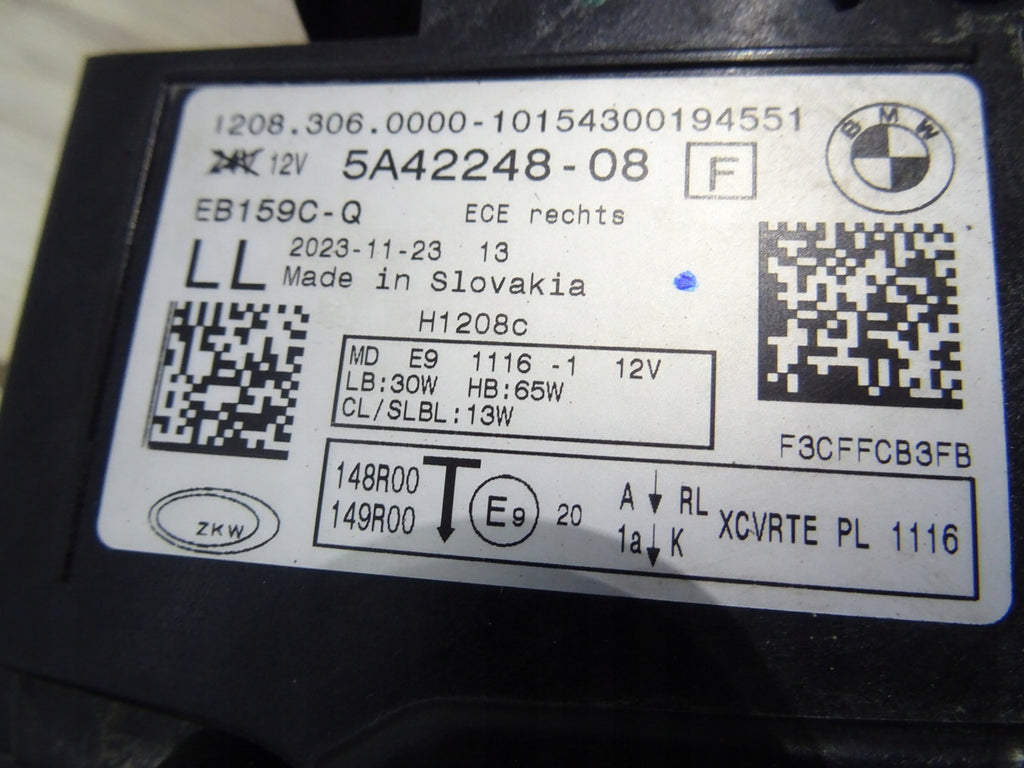 1208.306.0000-10154300194551
24V 12V 5A42248-08 F
BMW
EB159C-Q ECE rechts
LL 2023-11-23 13
Made in Slovakia
H1208c
MD E9 1116 -1 12V
LB:30W HB:65W
CL/SLBL:13W
F3CFFCB3FB
148R00
149R00
T E9 20
A RL
1a K
XCVRTE PL 1116
ZKW